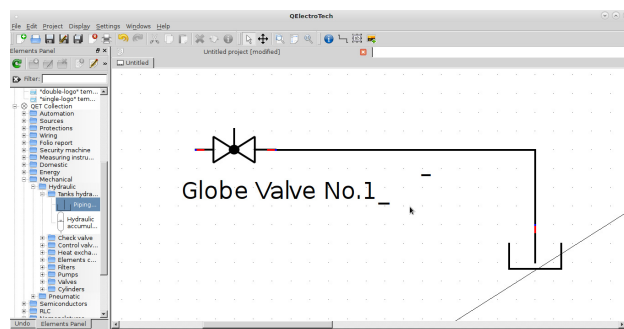 QElectroTech
File Edit Project Display Settings Windows Help
Elements Panel
Untitled project [modified]
Untitled
Filter:
"double-logo" tem...
"single-logo" tem...
QET Collection
Automation
Sources
Protections
Wiring
Folio report
Security machine
Measuring instru...
Domestic
Energy
Mechanical
Hydraulic
Tanks hydra...
Piping...
Hydraulic
accumul...
Check valve
Control valv...
Heat excha...
Elements c...
Filters
Pumps
Valves
Cylinders
Pneumatic
Semiconductors
RLC
Globe Valve No.1_
Undo
Elements Panel